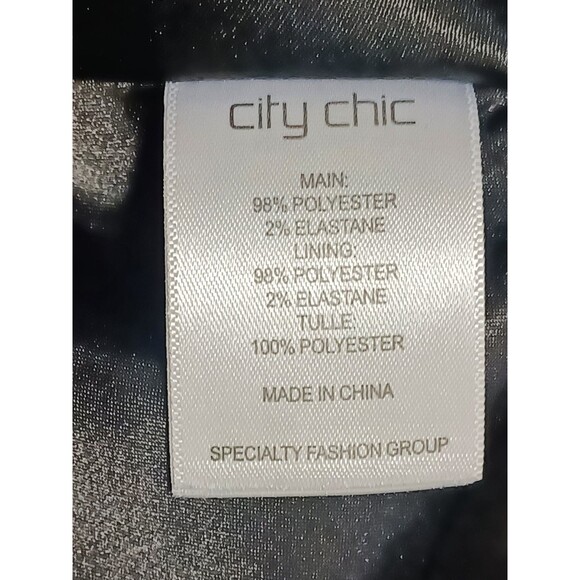 city chic
MAIN:
98% POLYESTER
2% ELASTANE
LINING:
98% POLYESTER
2% ELASTANE
TULLE:
100% POLYESTER
MADE IN CHINA
SPECIALTY FASHION GROUP